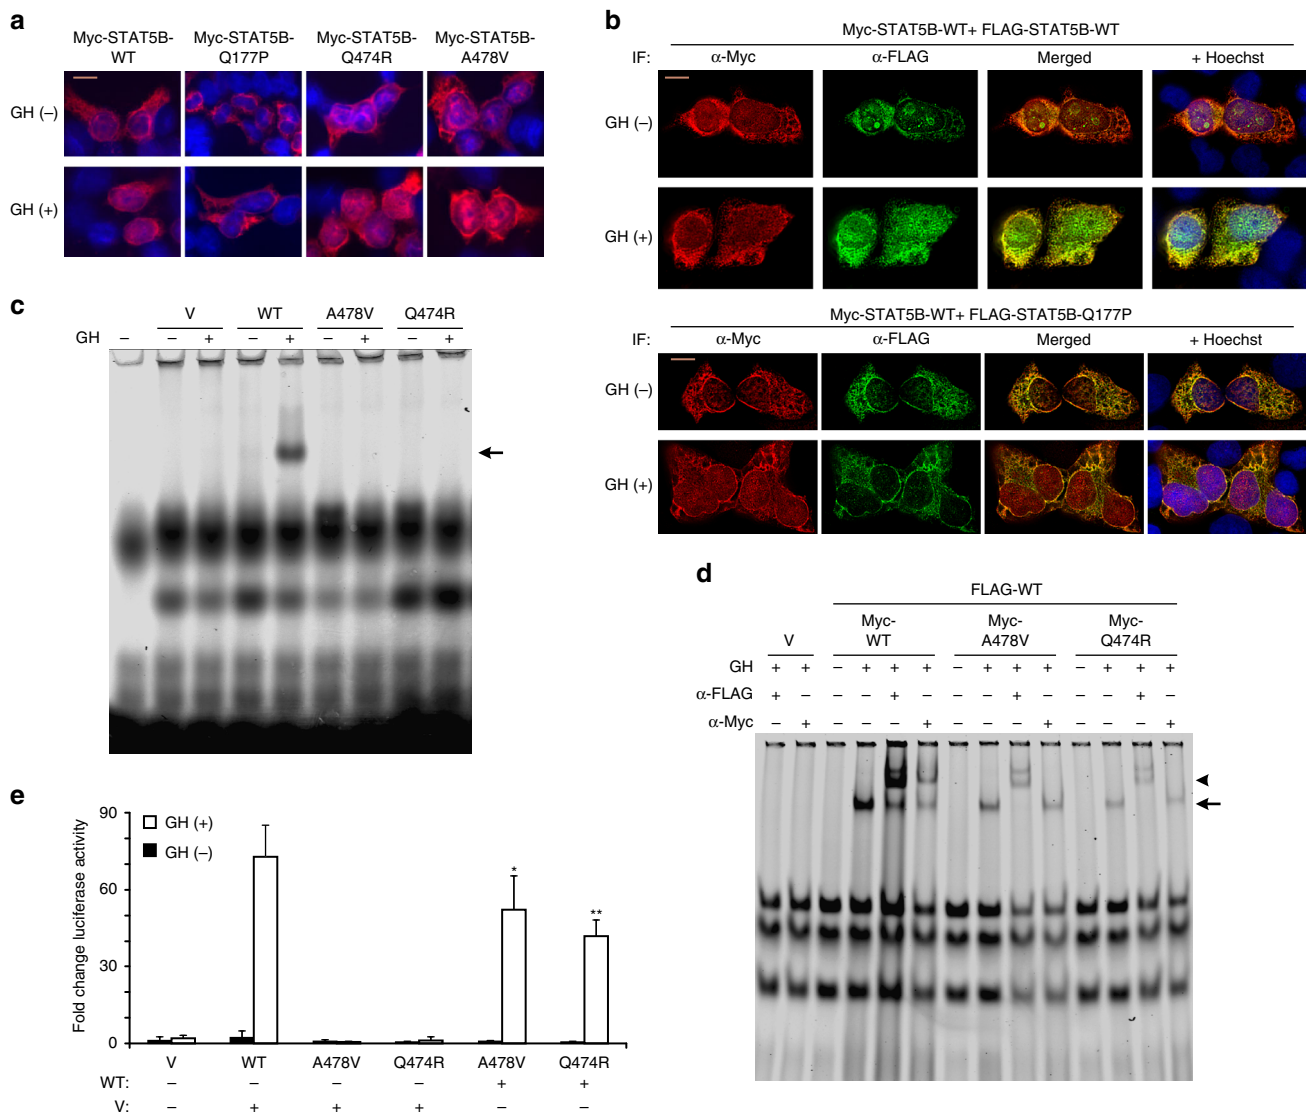 a
Myc-STAT5B-WT
Myc-STAT5B-Q177P
Myc-STAT5B-Q474R
Myc-STAT5B-A478V
GH (–)
GH (+)
b
Myc-STAT5B-WT+ FLAG-STAT5B-WT
IF: α-Myc α-FLAG Merged + Hoechst
GH (–)
GH (+)
Myc-STAT5B-WT+ FLAG-STAT5B-Q177P
IF: α-Myc α-FLAG Merged + Hoechst
GH (–)
GH (+)
c
V WT A478V Q474R
GH – – + – + – + – +
d
FLAG-WT
V Myc-WT Myc-A478V Myc-Q474R
GH + + – + + + – + + + – + + +
α-FLAG + – – – + – – – + – – – + –
α-Myc – + – – – + – – – + – – – +
e
Fold change luciferase activity
90
60
30
0
GH (+)
GH (–)
*
**
V WT A478V Q474R A478V Q474R
WT: – – – – + +
V: – + + + – –